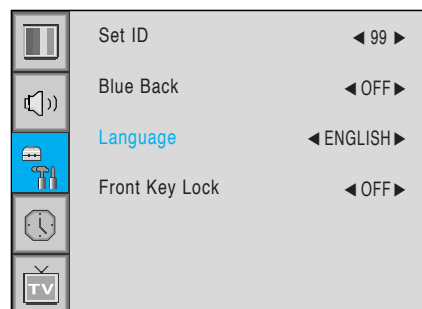 Set ID ◀ 99 ▶
Blue Back ◀ OFF ▶
Language ◀ ENGLISH ▶
Front Key Lock ◀ OFF ▶
TV